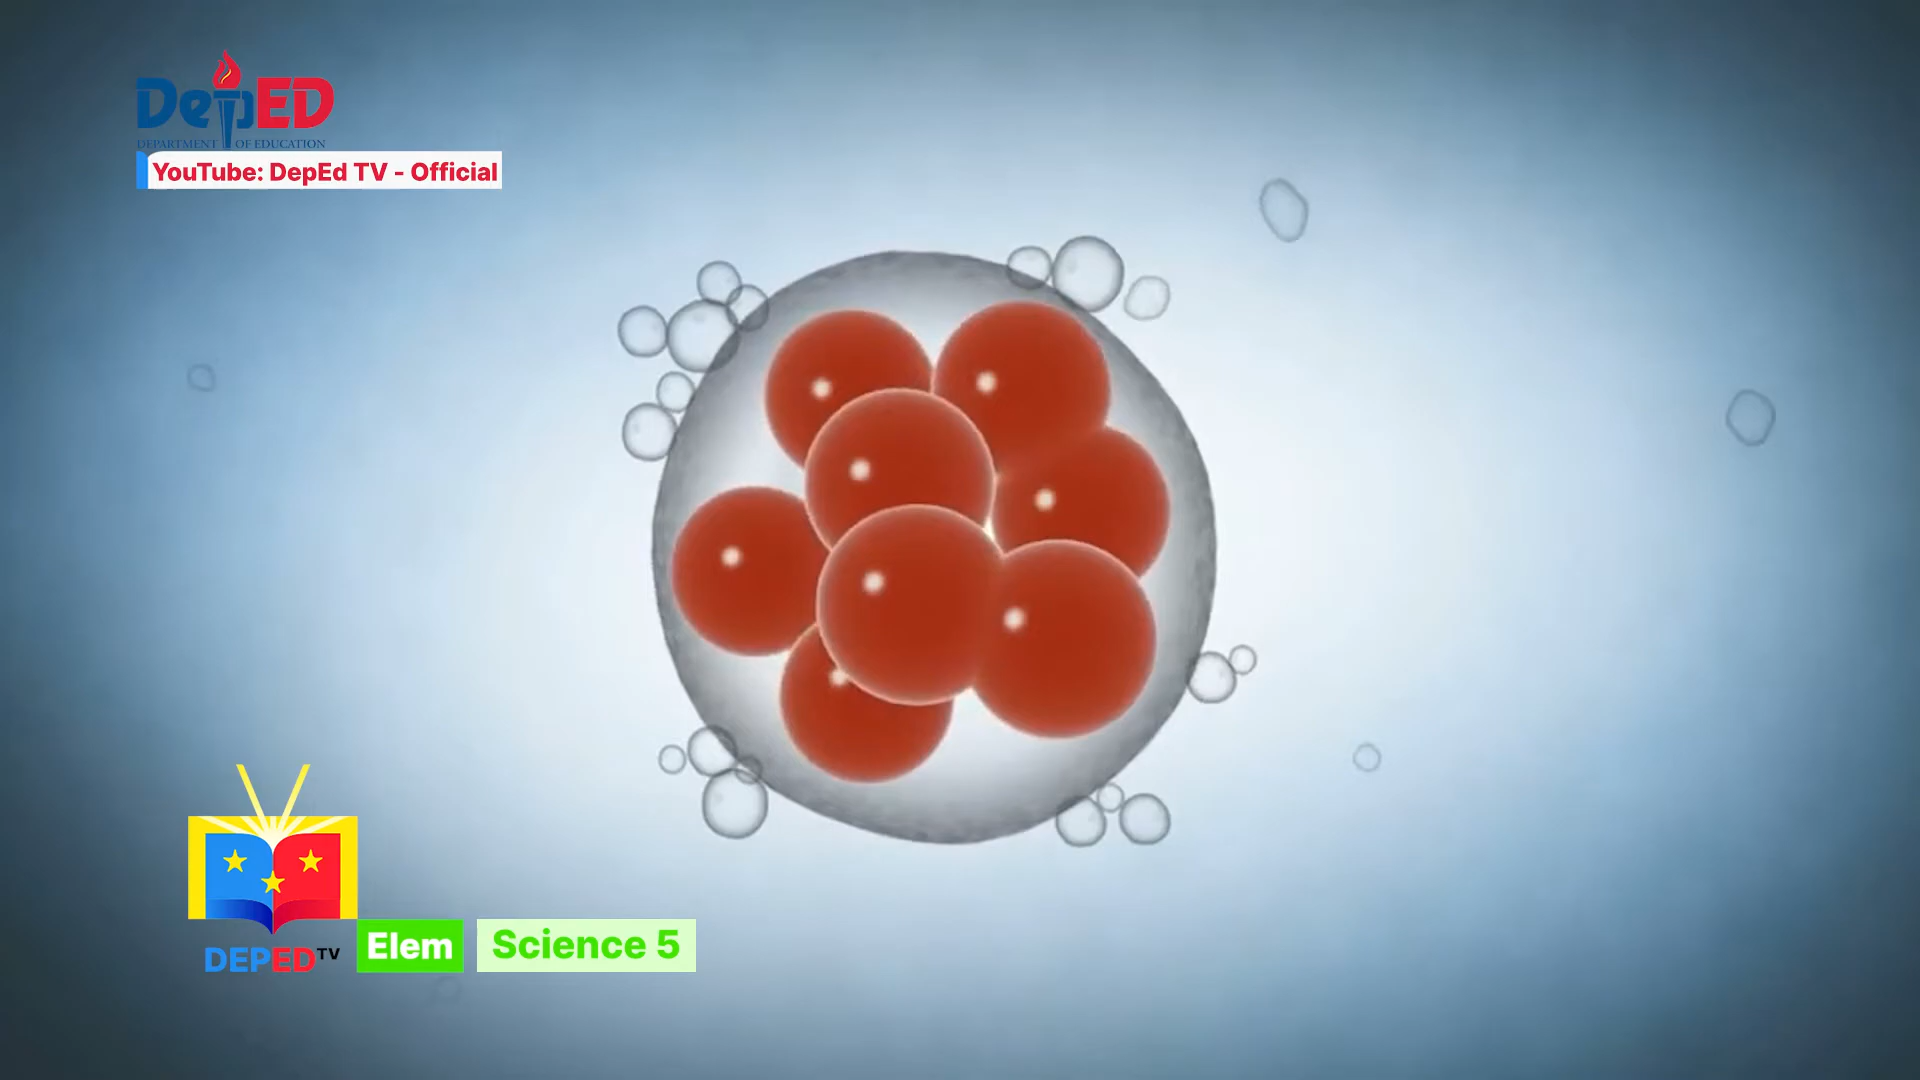 DepED
DEPARTMENT OF EDUCATION
YouTube: DepEd TV - Official
DEPED TV
Elem
Science 5